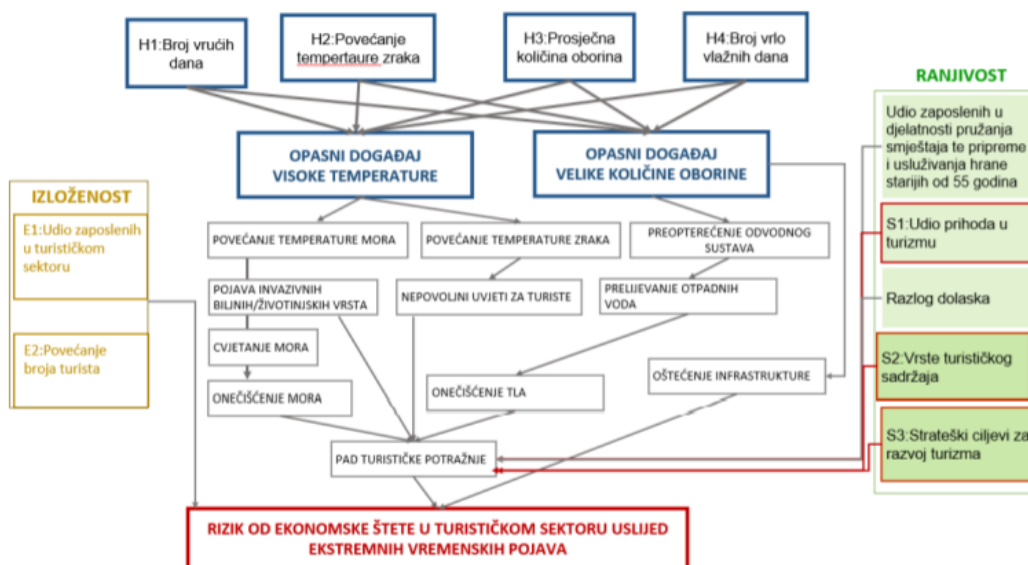 H1:Broj vrućih
dana
H2:Povećanje
tempertaure zraka
H3:Prosječna
količina oborina
H4:Broj vrlo
vlažnih dana
RANJIVOST
Udio zaposlenih u
djelatnosti pružanja
smještaja te pripreme
i usluživanja hrane
starijih od 55 godina
S1:Udio prihoda u
turizmu
Razlog dolaska
S2:Vrste turističkog
sadržaja
S3:Strateški ciljevi za
razvoj turizma
OPASNI DOGAĐAJ
VISOKE TEMPERATURE
OPASNI DOGAĐAJ
VELIKE KOLIČINE OBORINE
IZLOŽENOST
E1:Udio zaposlenih
u turističkom
sektoru
E2:Povećanje
broja turista
POVEĆANJE TEMPERATURE MORA
POVEĆANJE TEMPERATURE ZRAKA
PREOPTEREĆENJE ODVODNOG
SUSTAVA
POJAVA INVAZIVNIH
BILJNIH/ŽIVOTINJSKIH VRSTA
NEPOVOLJNI UVJETI ZA TURISTE
PRELIJEVANJE OTPADNIH
VODA
CVJETANJE MORA
ONEČIŠĆENJE MORA
ONEČIŠĆENJE TLA
OŠTEĆENJE INFRASTRUKTURE
PAD TURISTIČKE POTRAŽNJE
RIZIK OD EKONOMSKE ŠTETE U TURISTIČKOM SEKTORU USLIJED
EKSTREMNIH VREMENSKIH POJAVA